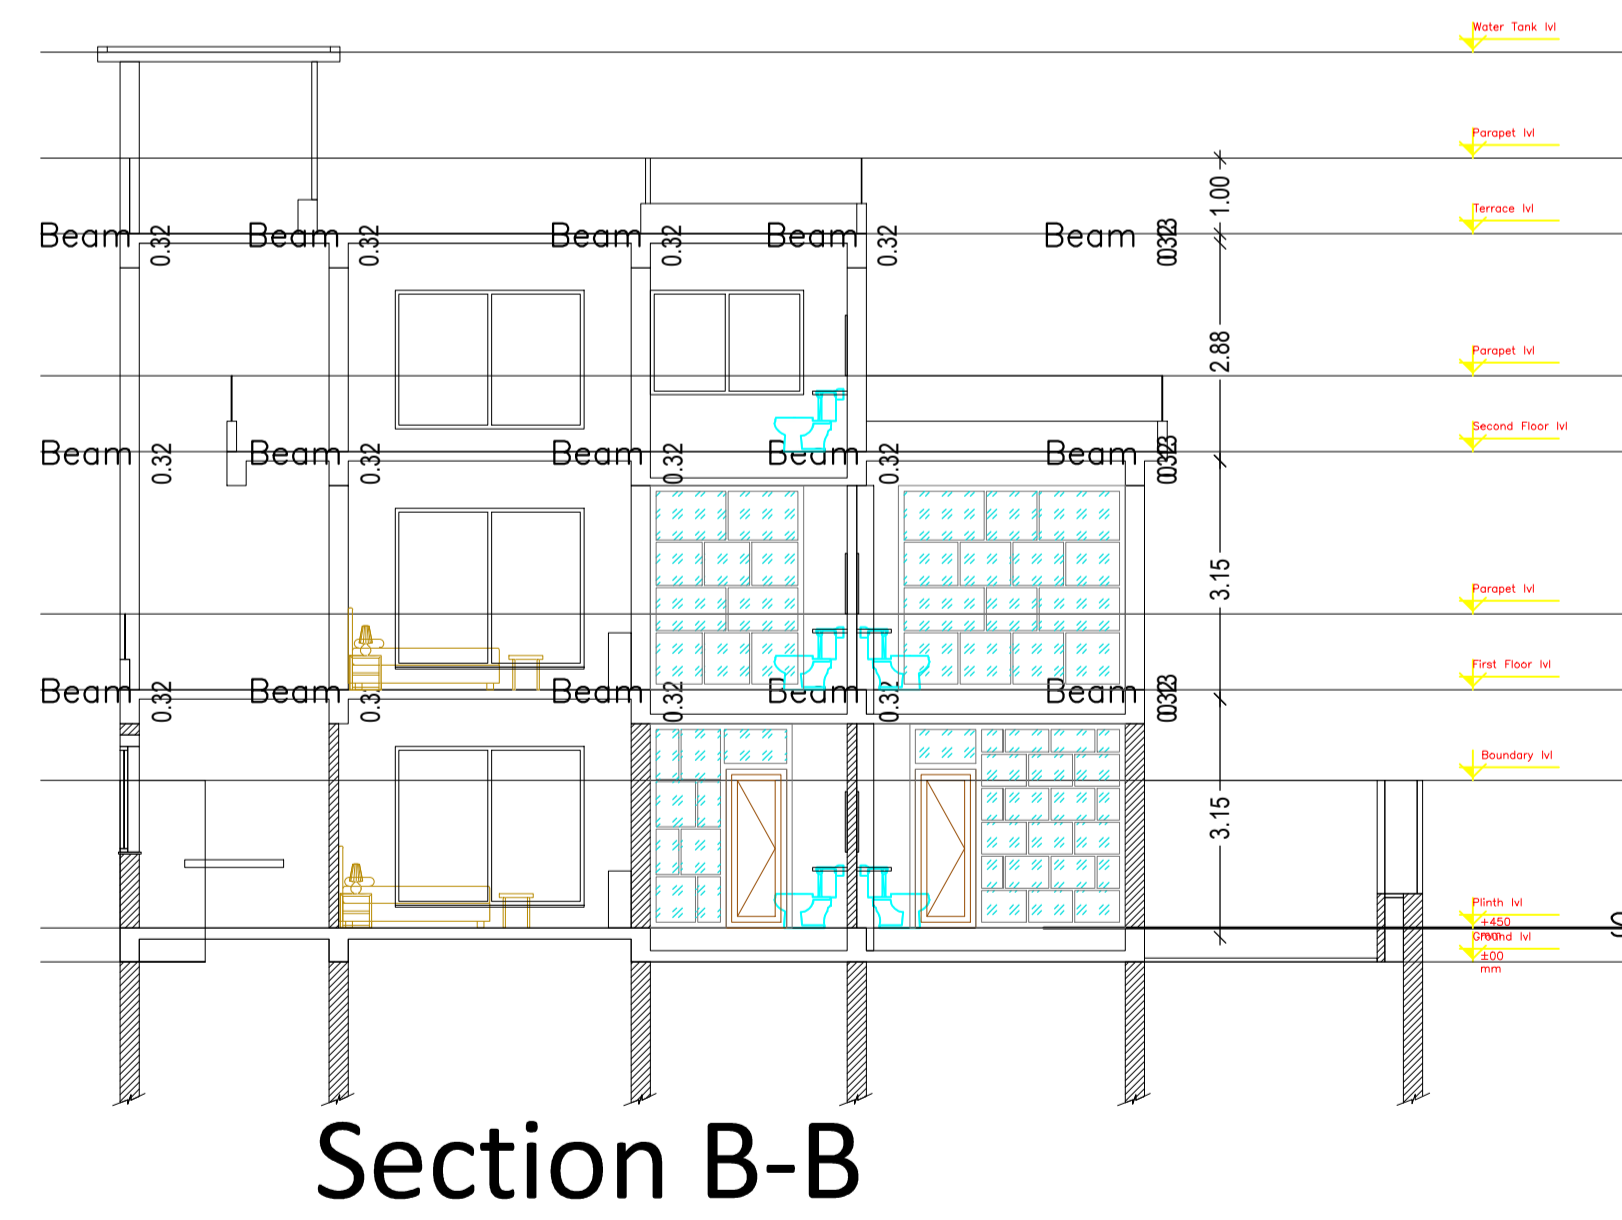 Water Tank lvl
Parapet lvl
1.00
Terrace lvl
Beam 0.32 Beam 0.32 Beam 0.32 Beam 0.32 Beam
2.88
Parapet lvl
Second Floor lvl
Beam 0.32 Beam 0.32 Beam 0.32 Beam 0.32 Beam
3.15
Parapet lvl
First Floor lvl
Beam 0.32 Beam Beam 0.32 Beam 0.32 Beam
Boundary lvl
3.15
Plinth lvl
+450
mm
Ground lvl
±00
mm
Section B-B